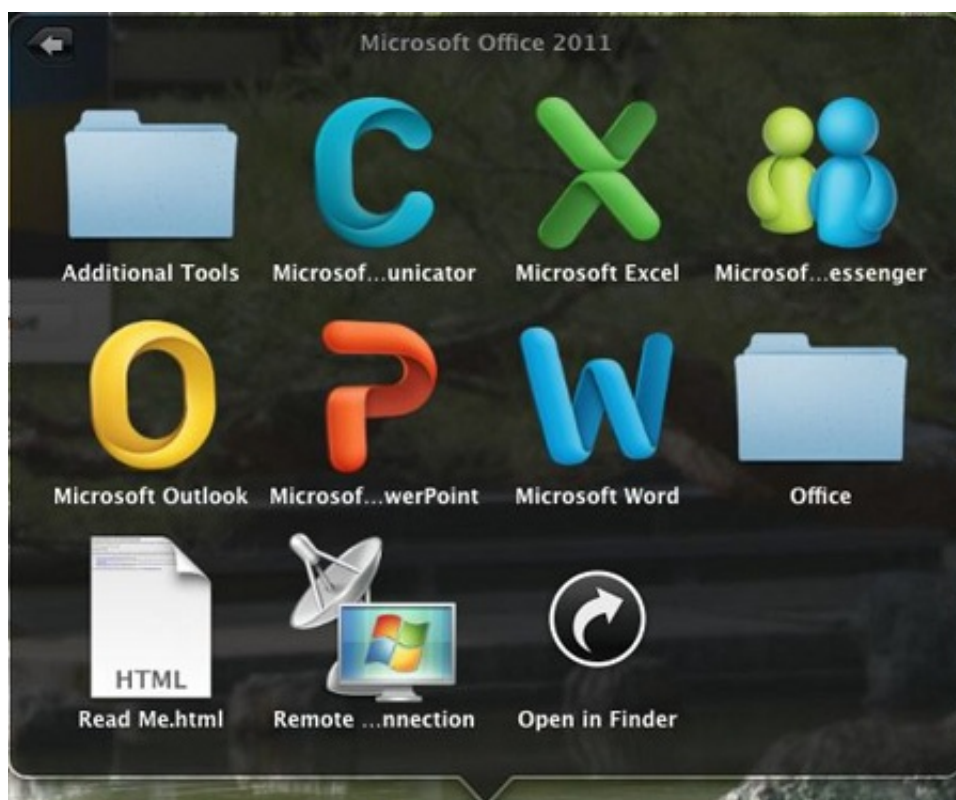 Microsoft Office 2011
Additional Tools
Microsof...unicator
Microsoft Excel
Microsof...essenger
Microsoft Outlook
Microsof...werPoint
Microsoft Word
Office
HTML
Read Me.html
Remote ...nnection
Open in Finder